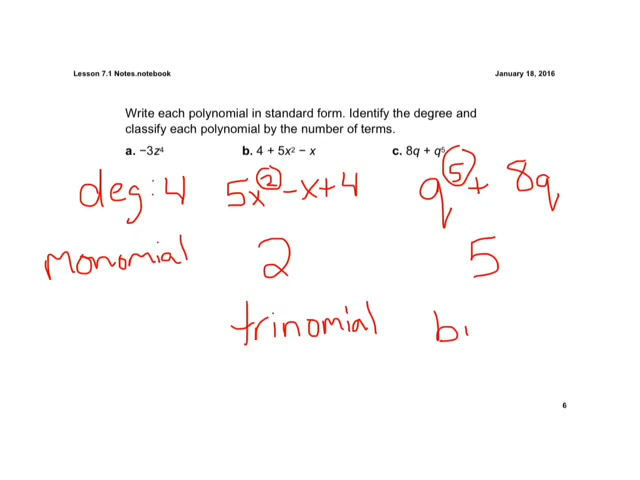 Lesson 7.1 Notes.notebook January 18, 2016
Write each polynomial in standard form. Identify the degree and
classify each polynomial by the number of terms.
a. −3z⁴ b. 4 + 5x² − x c. 8q + q⁵
deg: 4 5x² − x + 4 q⁵ + 8q
monomial 2 5
trinomial bi
6